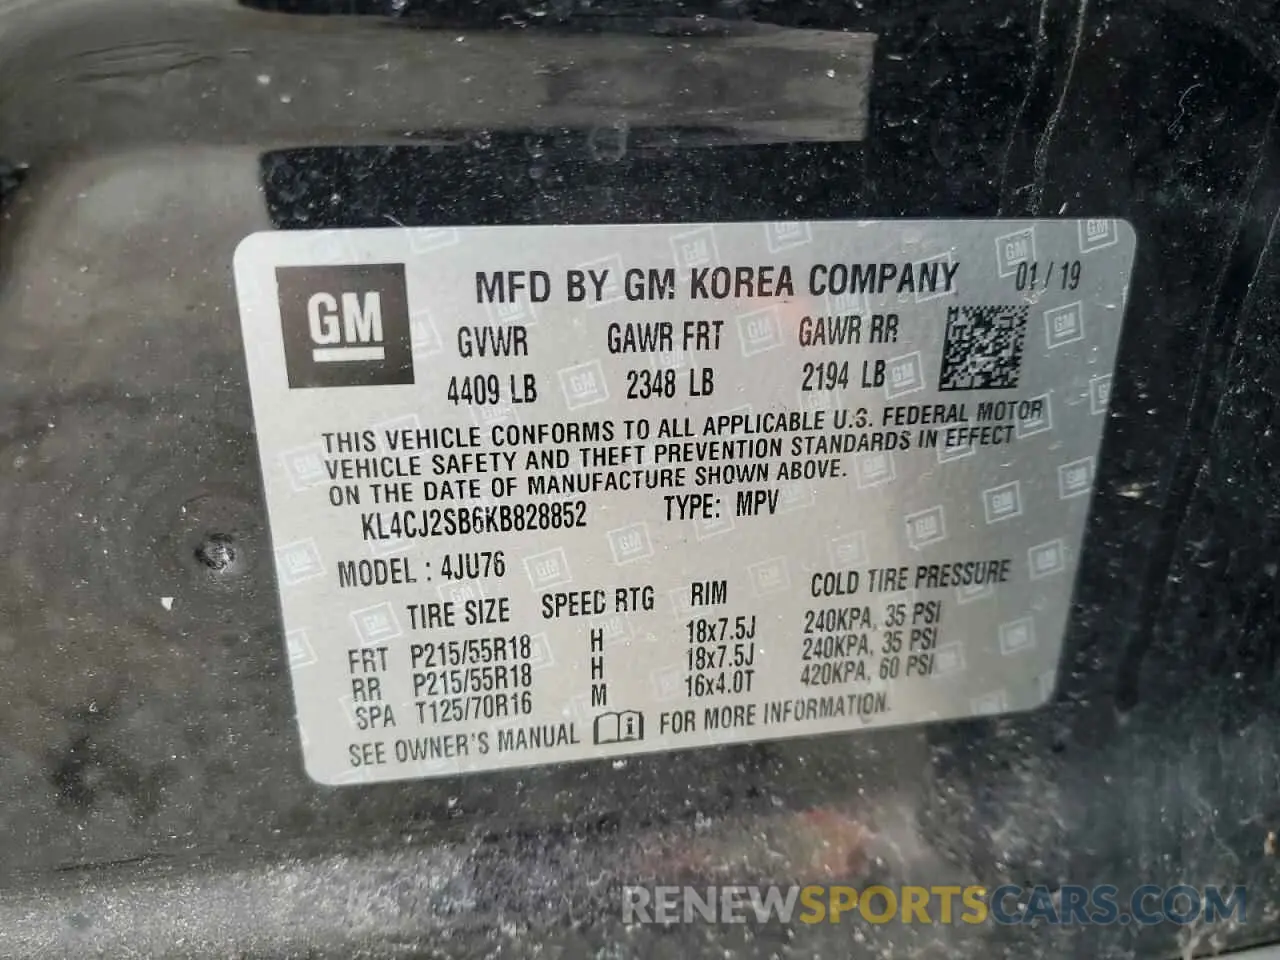 GM
MFD BY GM KOREA COMPANY 01/19
GVWR GAWR FRT GAWR RR
4409 LB 2348 LB 2194 LB
THIS VEHICLE CONFORMS TO ALL APPLICABLE U.S. FEDERAL MOTOR
VEHICLE SAFETY AND THEFT PREVENTION STANDARDS IN EFFECT
ON THE DATE OF MANUFACTURE SHOWN ABOVE.
KL4CJ2SB6KB828852 TYPE: MPV
MODEL: 4JU76
TIRE SIZE SPEED RTG RIM COLD TIRE PRESSURE
FRT P215/55R18 H 18x7.5J 240KPA, 35 PSI
RR P215/55R18 H 18x7.5J 240KPA, 35 PSI
SPA T125/70R16 M 16x4.0T 420KPA, 60 PSI
SEE OWNER'S MANUAL FOR MORE INFORMATION.
RENEWSPORTSCARS.COM